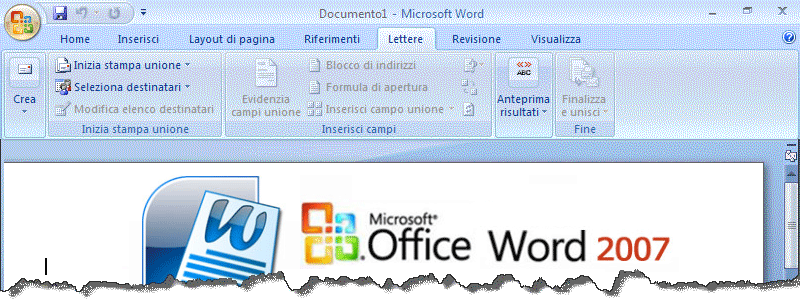 Documento1 - Microsoft Word
Home Inserisci Layout di pagina Riferimenti Lettere Revisione Visualizza
Crea
Inizia stampa unione
Seleziona destinatari
Modifica elenco destinatari
Inizia stampa unione
Evidenzia
campi unione
Blocco di indirizzi
Formula di apertura
Inserisci campo unione
Inserisci campi
ABC
Anteprima
risultati
Finalizza
e unisci
Fine
W
Microsoft®
Office Word 2007